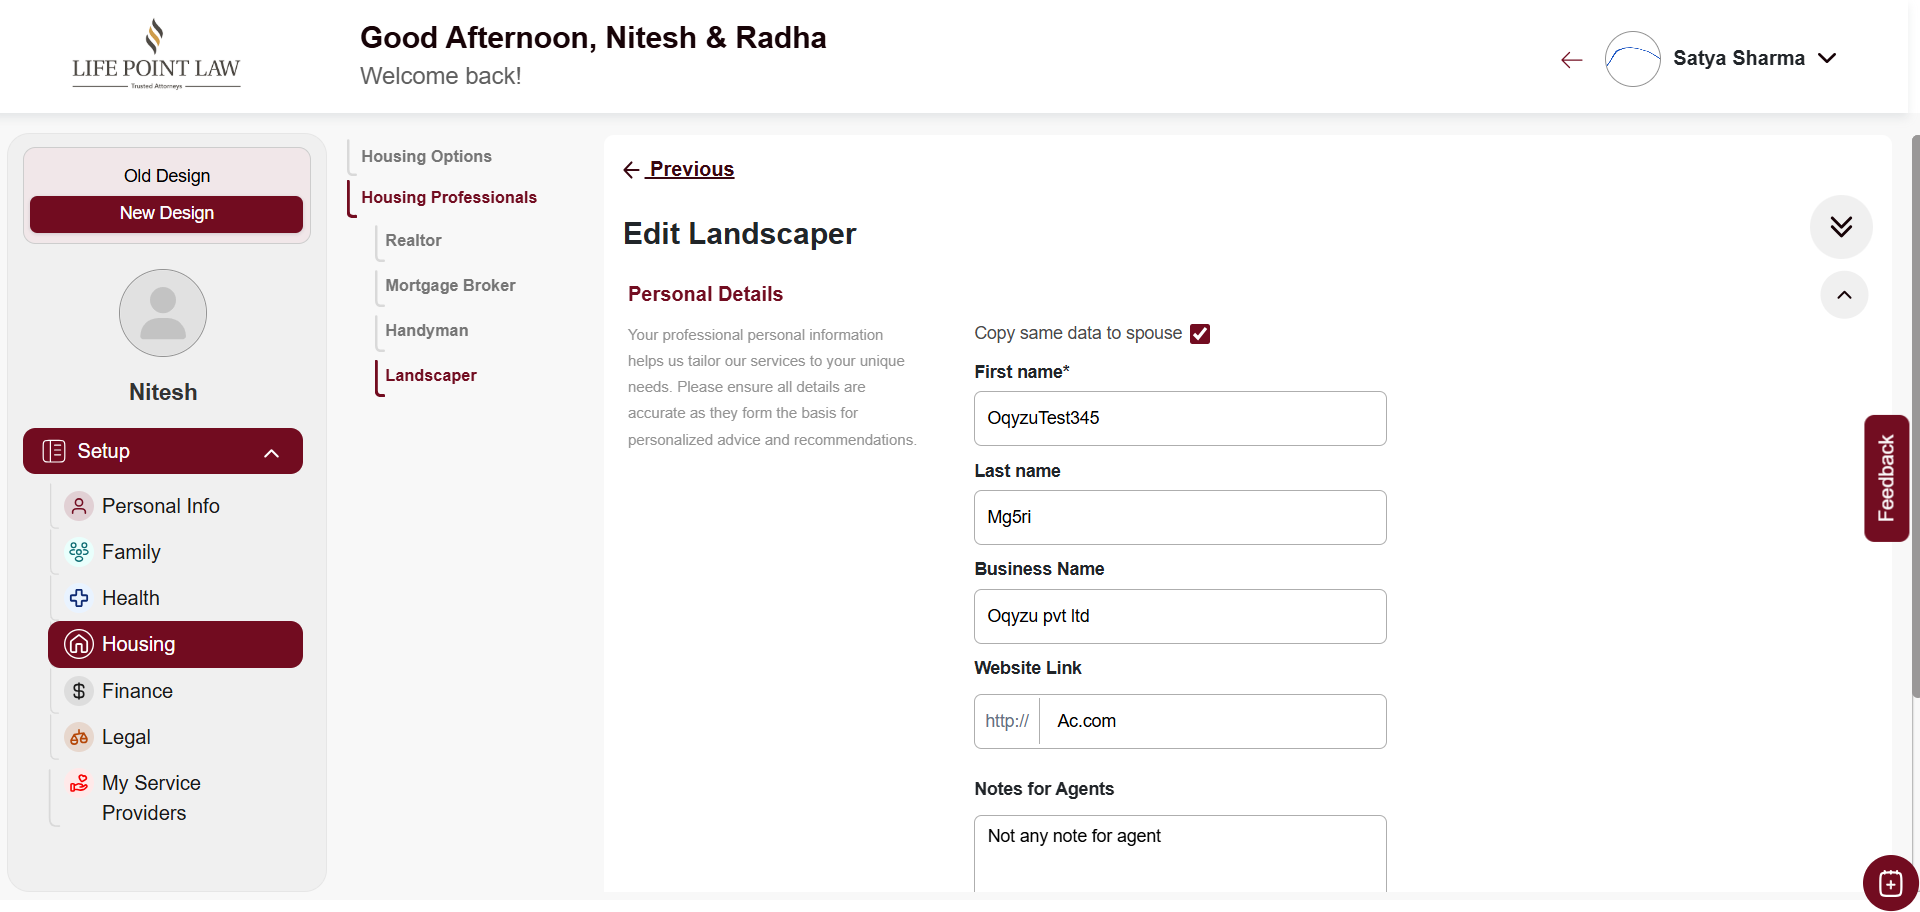 LIFE POINT LAW
Trusted Attorneys
Good Afternoon, Nitesh & Radha
Welcome back!
Satya Sharma
Old Design
New Design
Nitesh
Setup
Personal Info
Family
Health
Housing
Finance
Legal
My Service
Providers
Housing Options
Housing Professionals
Realtor
Mortgage Broker
Handyman
Landscaper
Previous
Edit Landscaper
Personal Details
Your professional personal information
helps us tailor our services to your unique
needs. Please ensure all details are
accurate as they form the basis for
personalized advice and recommendations.
Copy same data to spouse
First name*
OqyzuTest345
Last name
Mg5ri
Business Name
Oqyzu pvt ltd
Website Link
http:// Ac.com
Notes for Agents
Not any note for agent
Feedback